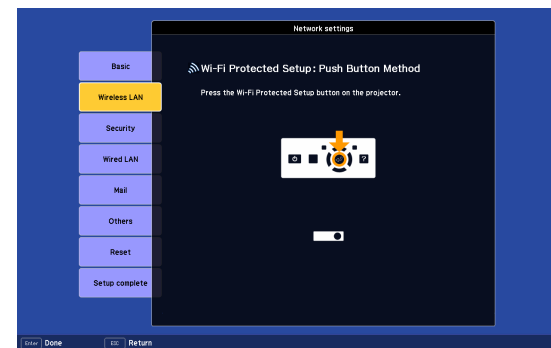 Network settings
Basic
Wireless LAN
Security
Wired LAN
Mail
Others
Reset
Setup complete
Wi-Fi Protected Setup: Push Button Method
Press the Wi-Fi Protected Setup button on the projector.
?
Enter Done
ESC Return